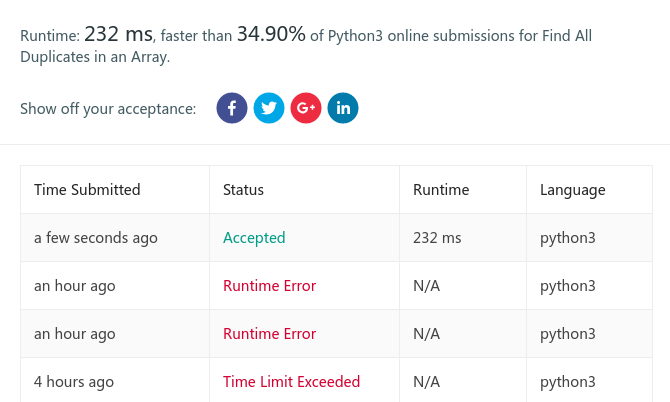 Runtime: 232 ms, faster than 34.90% of Python3 online submissions for Find All
Duplicates in an Array.
Show off your acceptance: f G+ in
Time Submitted Status Runtime Language
a few seconds ago Accepted 232 ms python3
an hour ago Runtime Error N/A python3
an hour ago Runtime Error N/A python3
4 hours ago Time Limit Exceeded N/A python3